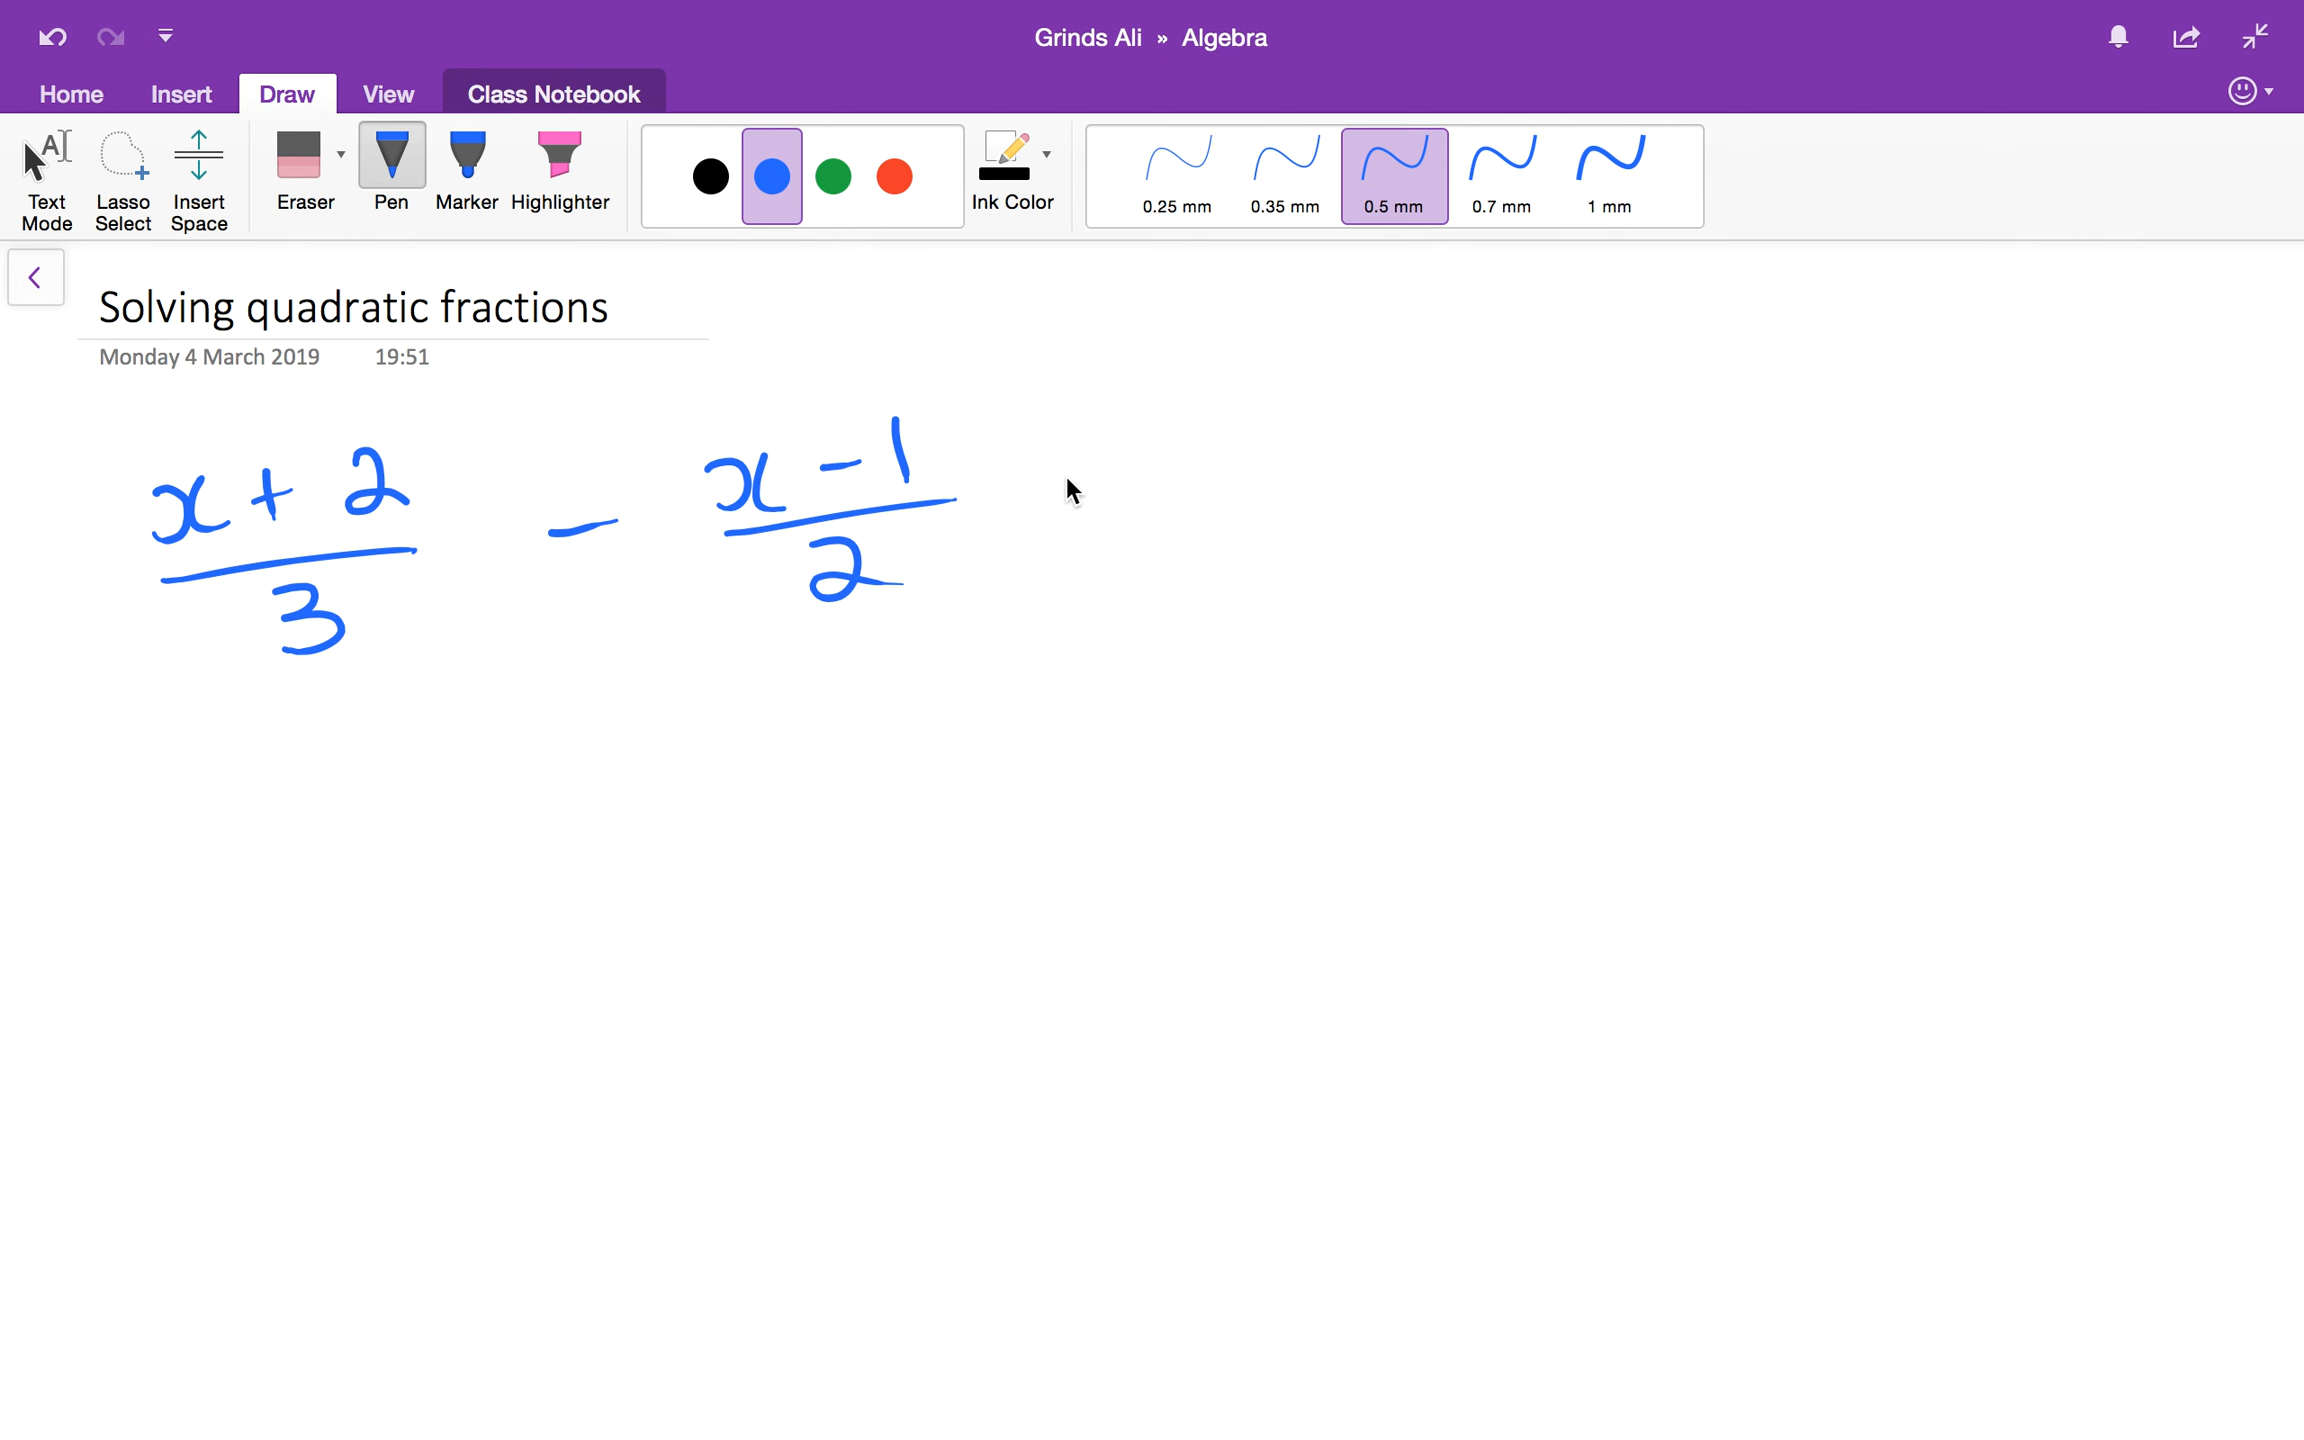 Grinds Ali » Algebra
Home Insert Draw View Class Notebook
Text Mode Lasso Select Insert Space Eraser Pen Marker Highlighter Ink Color 0.25 mm 0.35 mm 0.5 mm 0.7 mm 1 mm
Solving quadratic fractions
Monday 4 March 2019 19:51
x + 2 x - 1
-
3 2